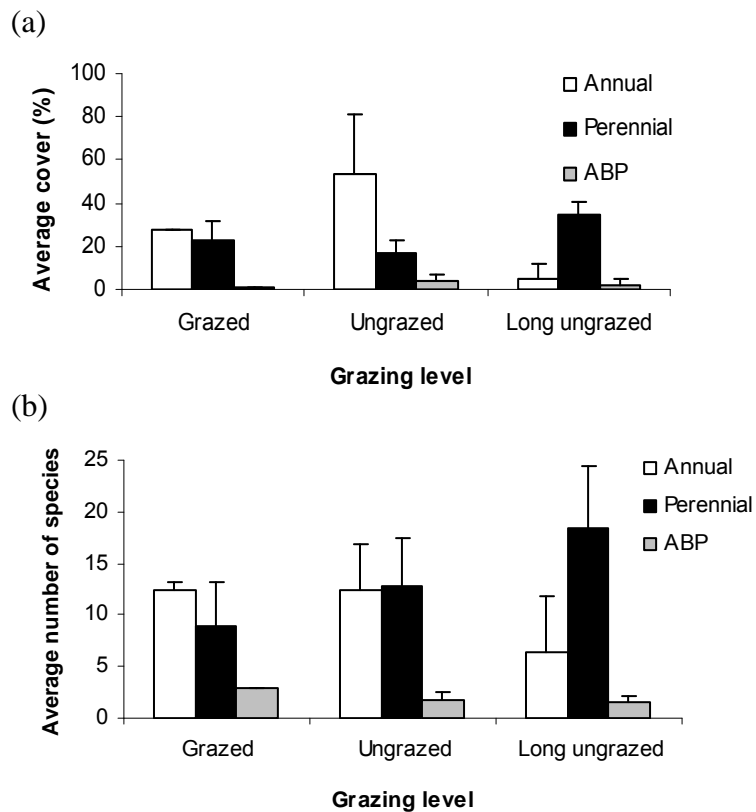 (a)
Average cover (%)
100
80
60
40
20
0
Annual
Perennial
ABP
Grazed Ungrazed Long ungrazed
Grazing level
(b)
Average number of species
25
20
15
10
5
0
Annual
Perennial
ABP
Grazed Ungrazed Long ungrazed
Grazing level